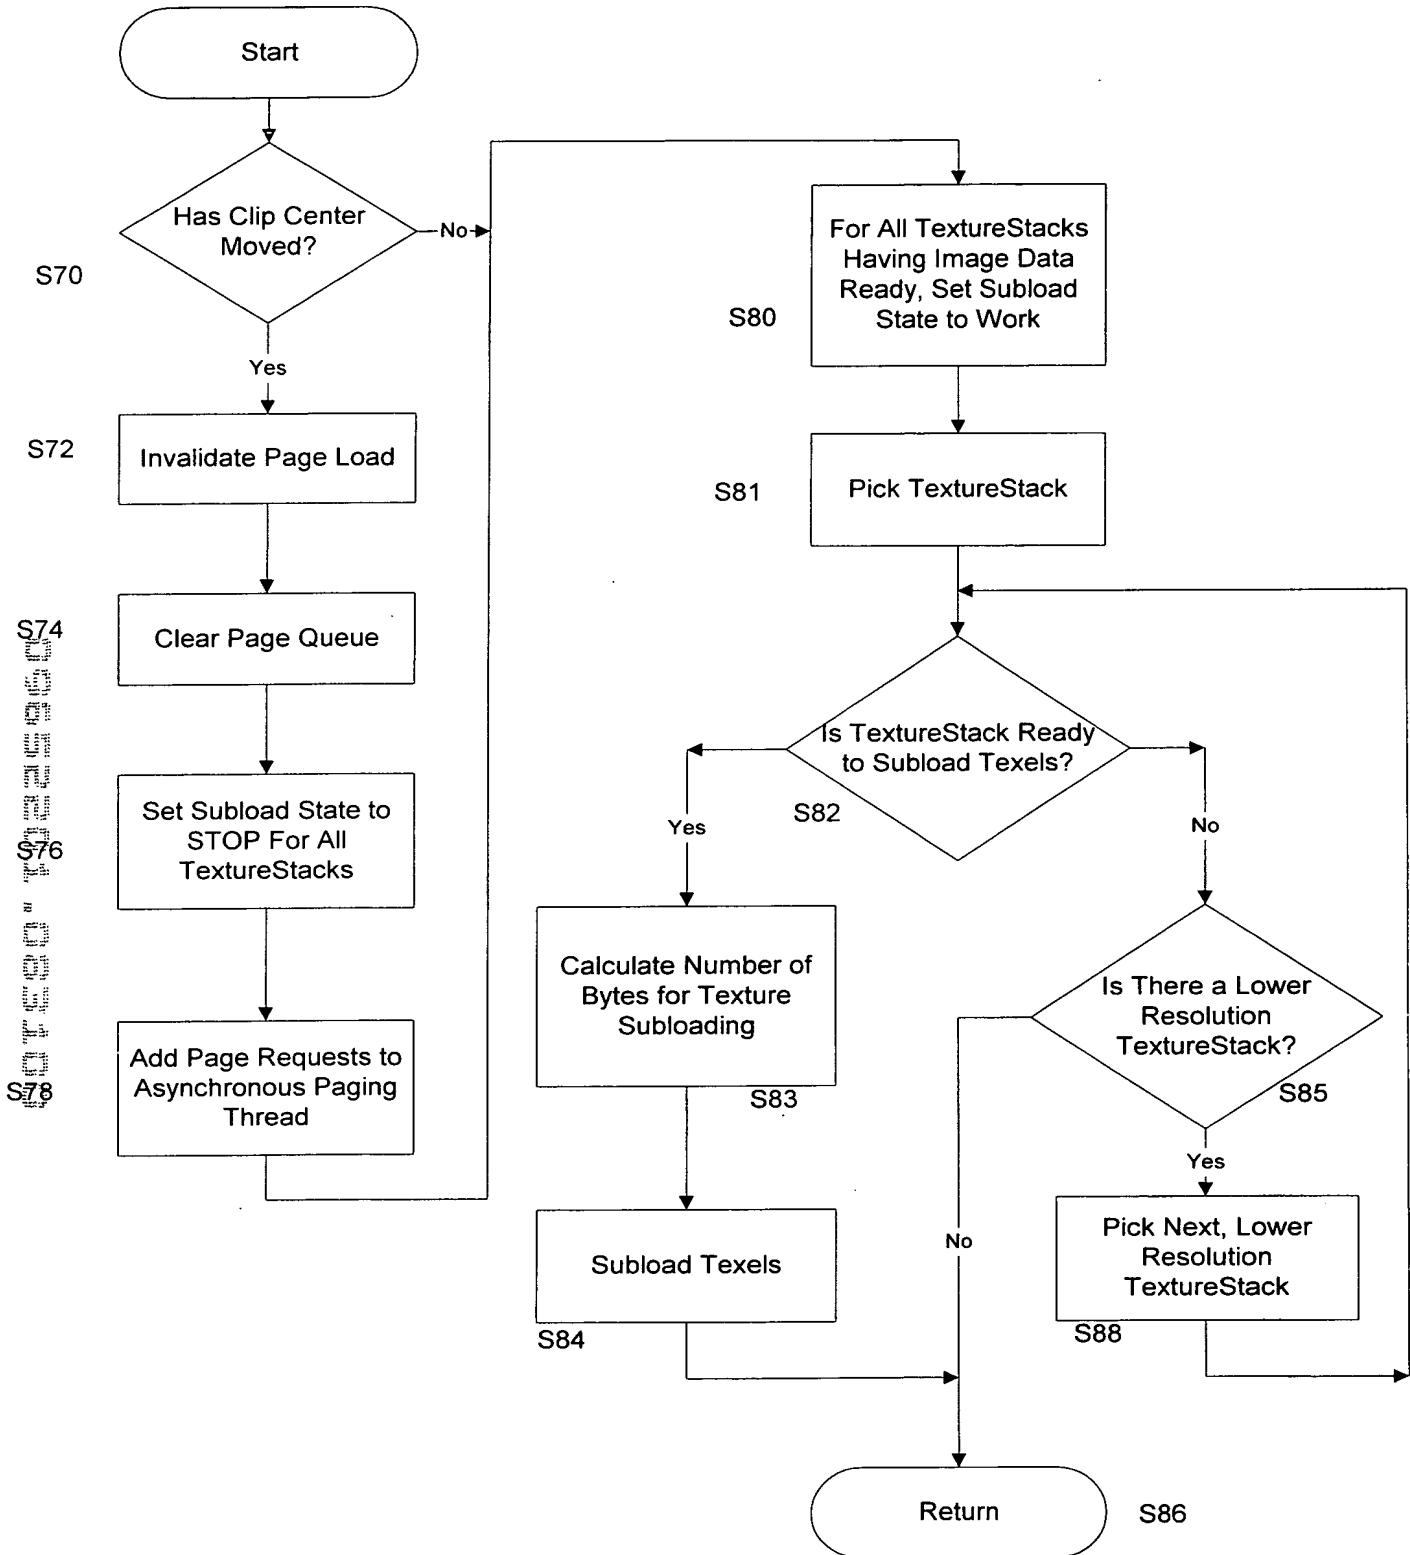 Start
Has Clip Center
Moved?
No
S70
Yes
S72
Invalidate Page Load
S74
Clear Page Queue
Set Subload State to
STOP For All
TextureStacks
S76
Add Page Requests to
Asynchronous Paging
Thread
S78
For All TextureStacks
Having Image Data
Ready, Set Subload
State to Work
S80
Pick TextureStack
S81
Is TextureStack Ready
to Subload Texels?
S82
Yes
No
Calculate Number of
Bytes for Texture
Subloading
S83
Subload Texels
S84
Is There a Lower
Resolution
TextureStack?
S85
Yes
No
Pick Next, Lower
Resolution
TextureStack
S88
Return
S86